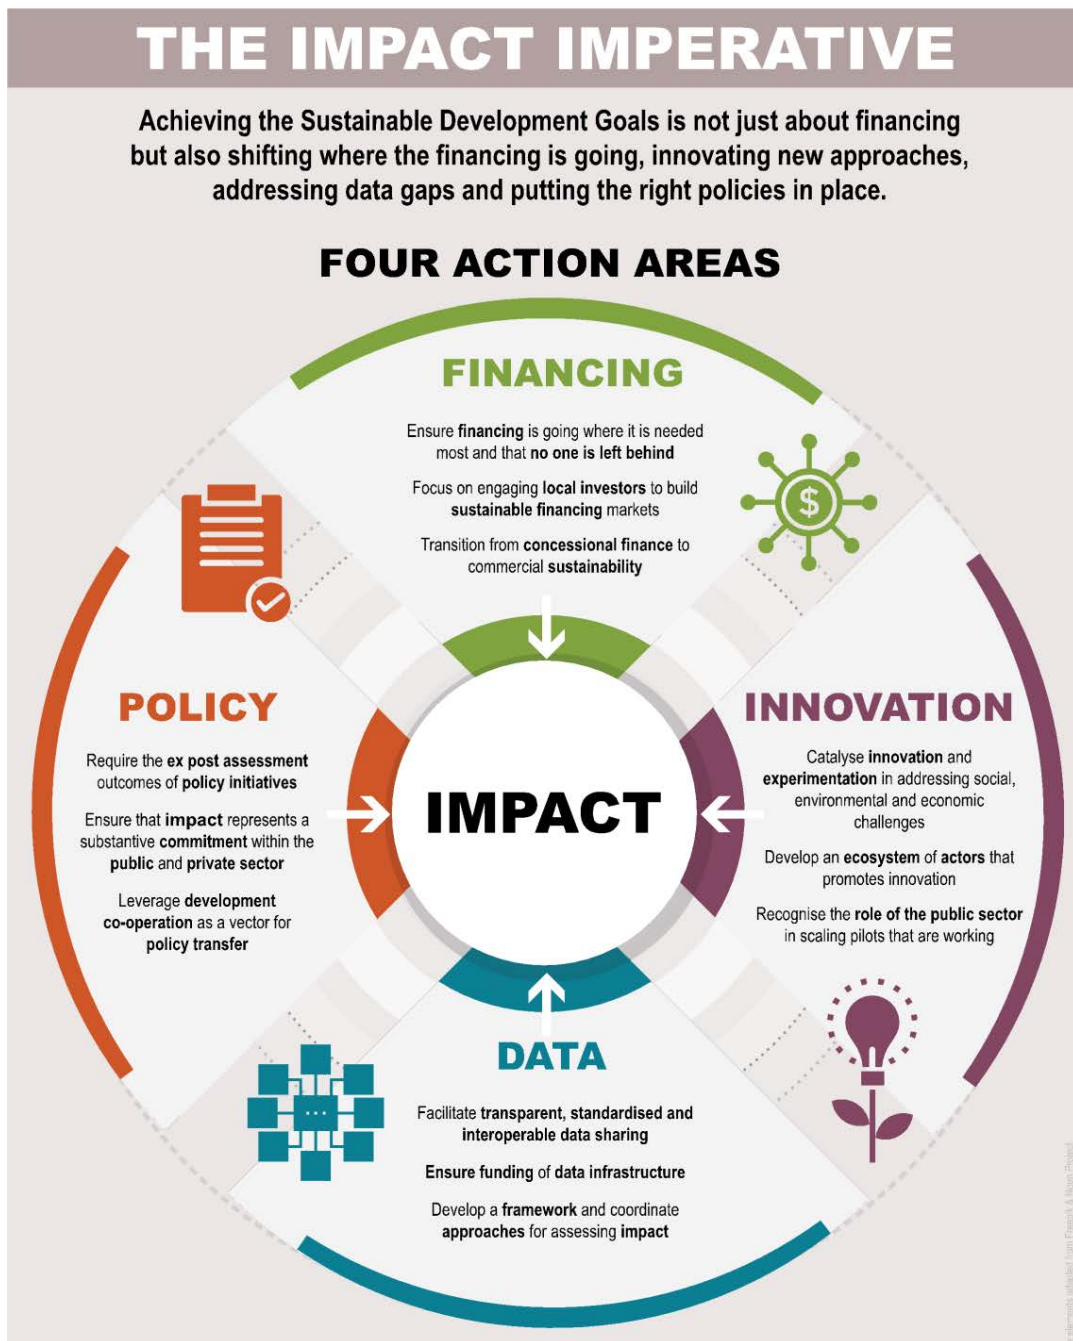 THE IMPACT IMPERATIVE
Achieving the Sustainable Development Goals is not just about financing
but also shifting where the financing is going, innovating new approaches,
addressing data gaps and putting the right policies in place.
FOUR ACTION AREAS
FINANCING
Ensure financing is going where it is needed
most and that no one is left behind
Focus on engaging local investors to build
sustainable financing markets
Transition from concessional finance to
commercial sustainability
$
POLICY
Require the ex post assessment
outcomes of policy initiatives
Ensure that impact represents a
substantive commitment within the
public and private sector
Leverage development
co-operation as a vector for
policy transfer
IMPACT
INNOVATION
Catalyse innovation and
experimentation in addressing social,
environmental and economic
challenges
Develop an ecosystem of actors that
promotes innovation
Recognise the role of the public sector
in scaling pilots that are working
DATA
Facilitate transparent, standardised and
interoperable data sharing
Ensure funding of data infrastructure
Develop a framework and coordinate
approaches for assessing impact
Elements adapted from Freepik & Noun Project